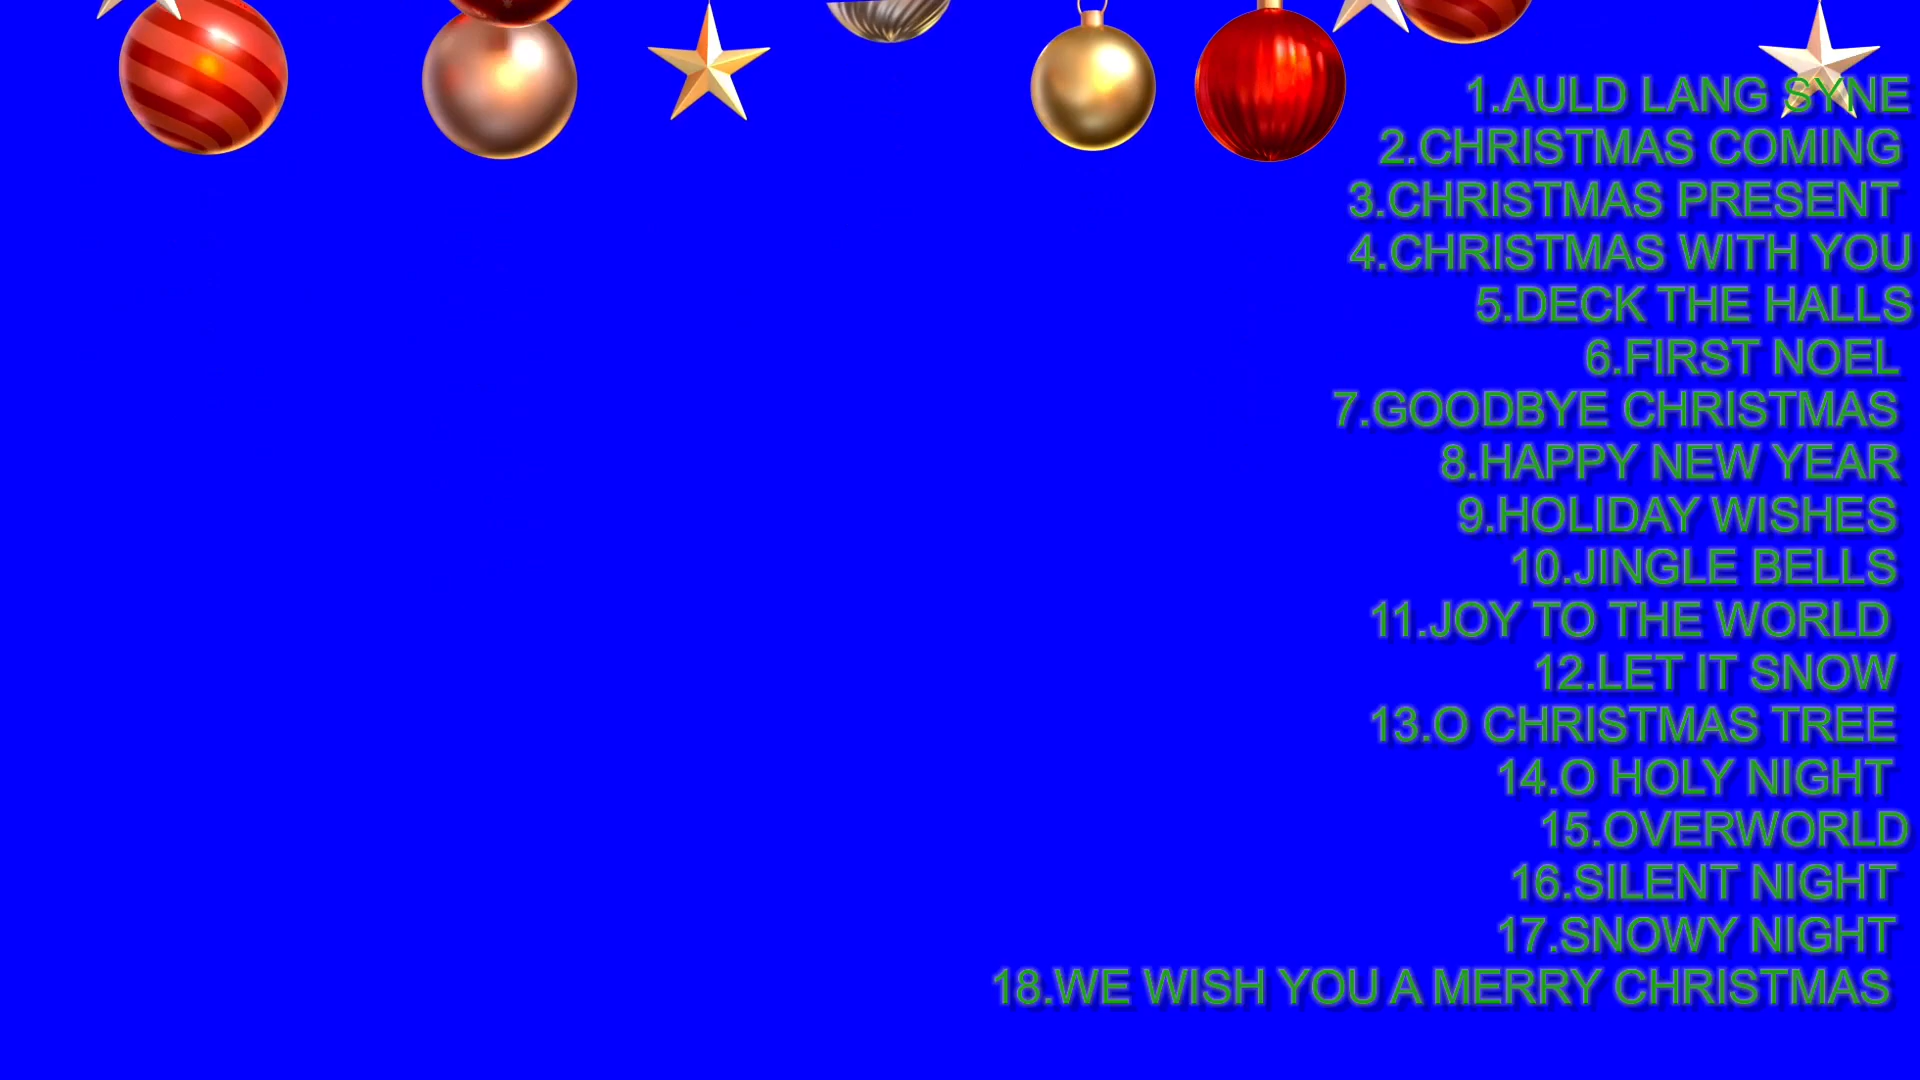 1.AULD LANG SYNE
2.CHRISTMAS COMING
3.CHRISTMAS PRESENT
4.CHRISTMAS WITH YOU
5.DECK THE HALLS
6.FIRST NOEL
7.GOODBYE CHRISTMAS
8.HAPPY NEW YEAR
9.HOLIDAY WISHES
10.JINGLE BELLS
11.JOY TO THE WORLD
12.LET IT SNOW
13.O CHRISTMAS TREE
14.O HOLY NIGHT
15.OVERWORLD
16.SILENT NIGHT
17.SNOWY NIGHT
18.WE WISH YOU A MERRY CHRISTMAS